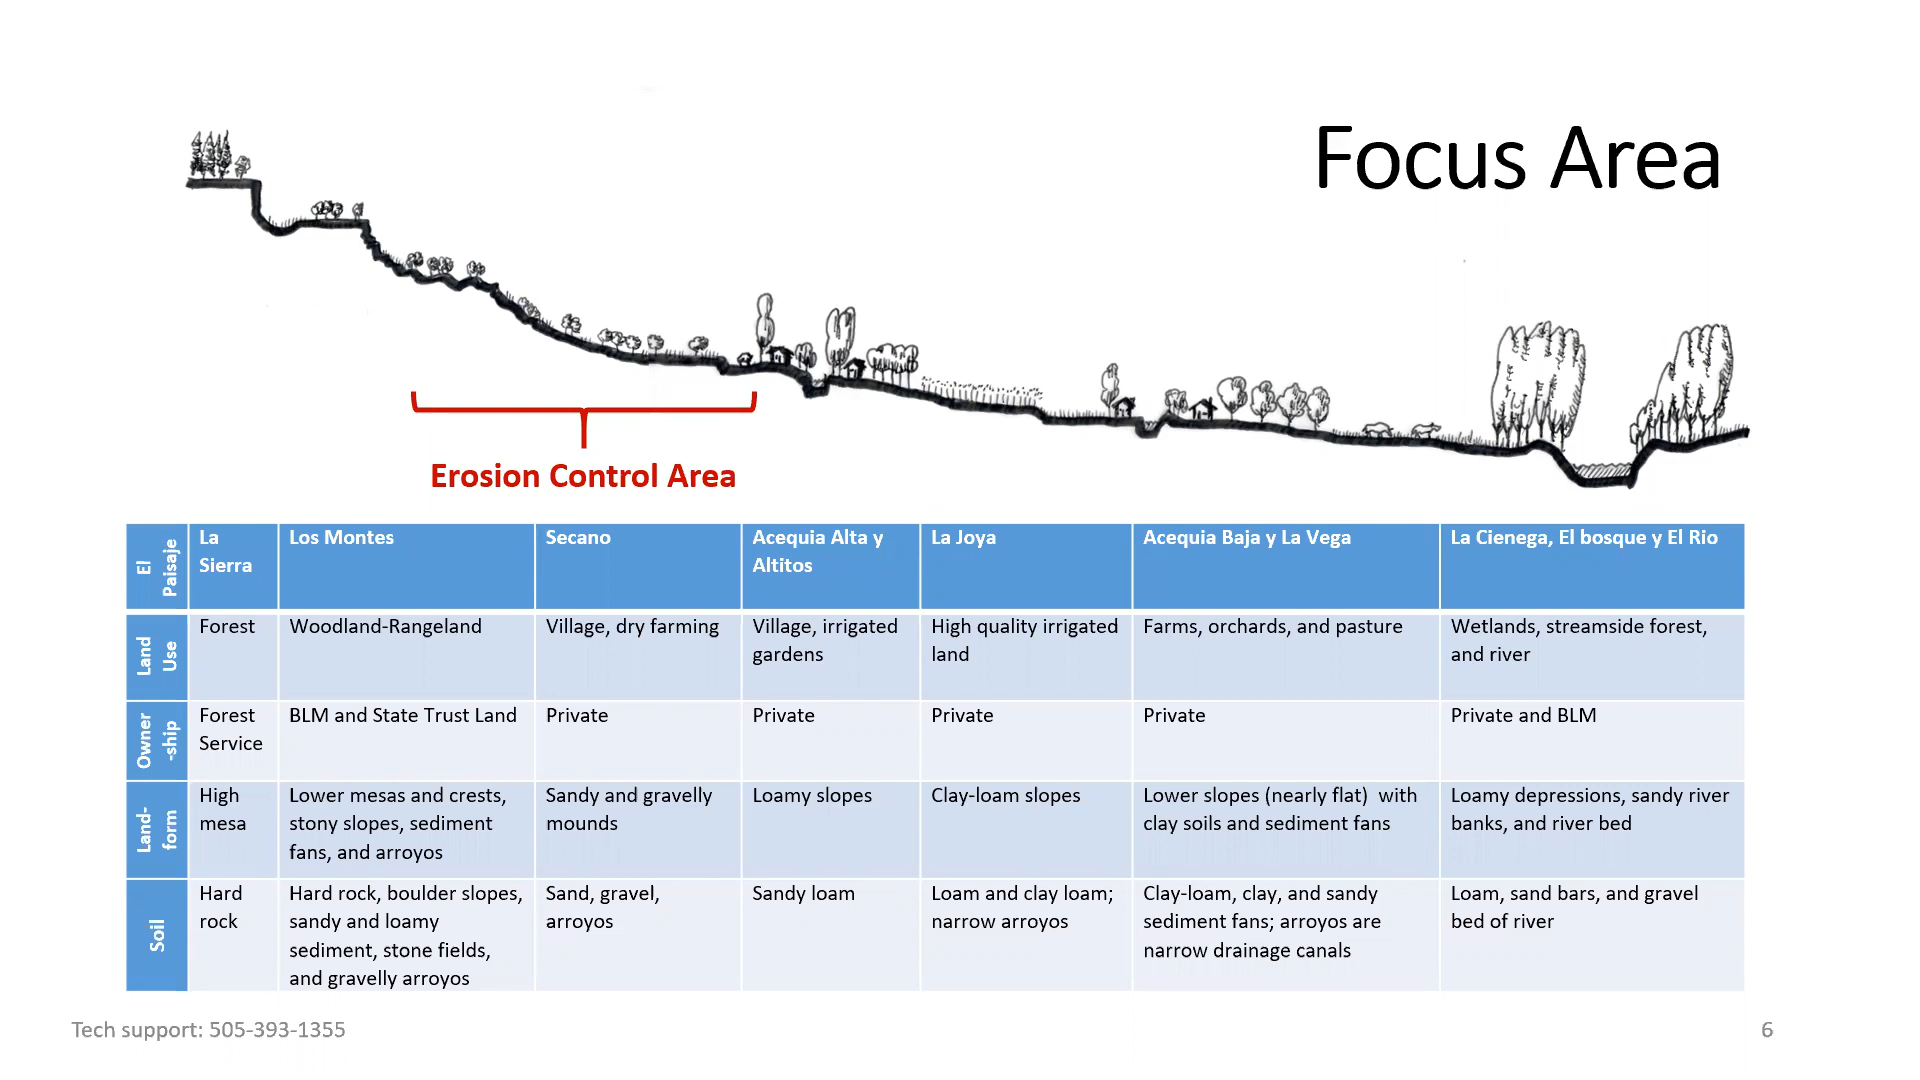 Focus Area
Erosion Control Area
El
Paisaje
La
Sierra
Los Montes
Secano
Acequia Alta y
Altitos
La Joya
Acequia Baja y La Vega
La Cienega, El bosque y El Rio
Land
Use
Forest
Woodland-Rangeland
Village, dry farming
Village, irrigated
gardens
High quality irrigated
land
Farms, orchards, and pasture
Wetlands, streamside forest,
and river
Owner
-ship
Forest
Service
BLM and State Trust Land
Private
Private
Private
Private
Private and BLM
Land-
form
High
mesa
Lower mesas and crests,
stony slopes, sediment
fans, and arroyos
Sandy and gravelly
mounds
Loamy slopes
Clay-loam slopes
Lower slopes (nearly flat) with
clay soils and sediment fans
Loamy depressions, sandy river
banks, and river bed
Soil
Hard
rock
Hard rock, boulder slopes,
sandy and loamy
sediment, stone fields,
and gravelly arroyos
Sand, gravel,
arroyos
Sandy loam
Loam and clay loam;
narrow arroyos
Clay-loam, clay, and sandy
sediment fans; arroyos are
narrow drainage canals
Loam, sand bars, and gravel
bed of river
Tech support: 505-393-1355
6